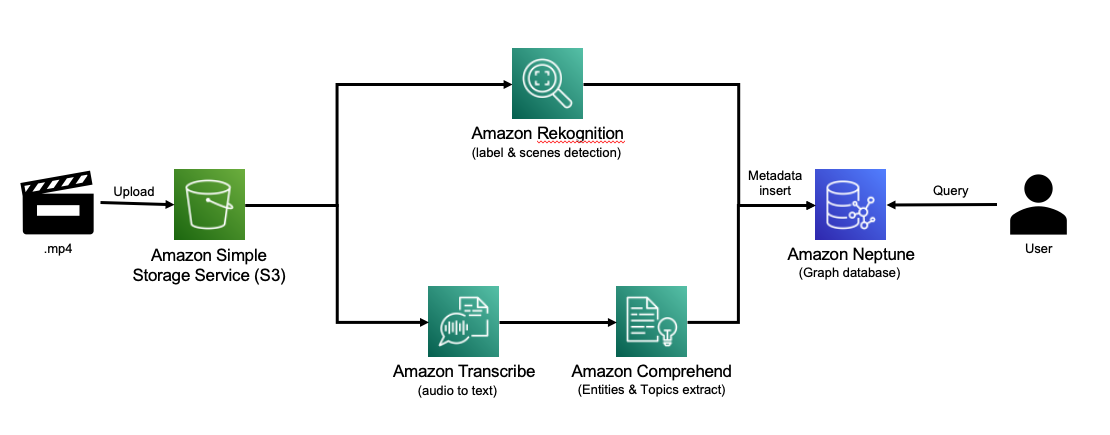 Amazon Rekognition
(label & scenes detection)
Upload
.mp4
Amazon Simple
Storage Service (S3)
Metadata
insert
Amazon Neptune
(Graph database)
Query
User
Amazon Transcribe
(audio to text)
Amazon Comprehend
(Entities & Topics extract)